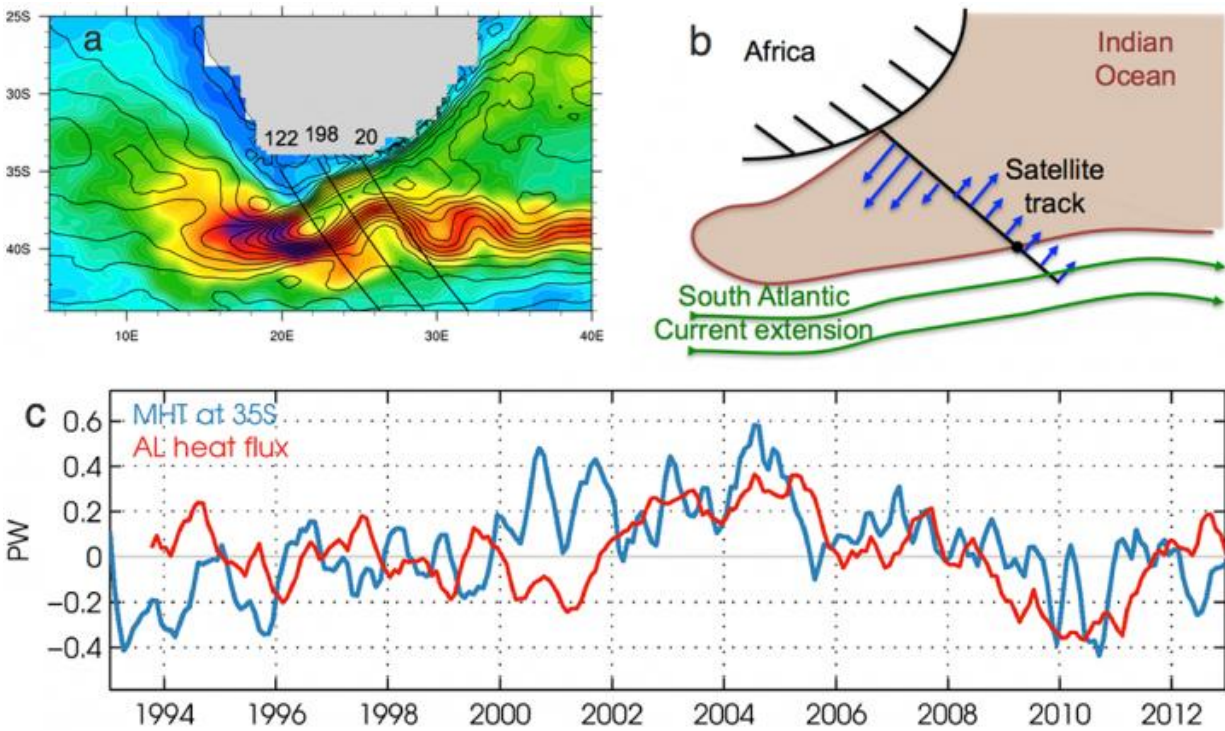 a
25S
30S
35S
40S
122 198 20
10E 20E 30E 40E
b
Africa
Indian
Ocean
Satellite
track
South Atlantic
Current extension
c
MHT at 35S
AL heat flux
PW
0.6
0.4
0.2
0
-0.2
-0.4
1994 1996 1998 2000 2002 2004 2006 2008 2010 2012